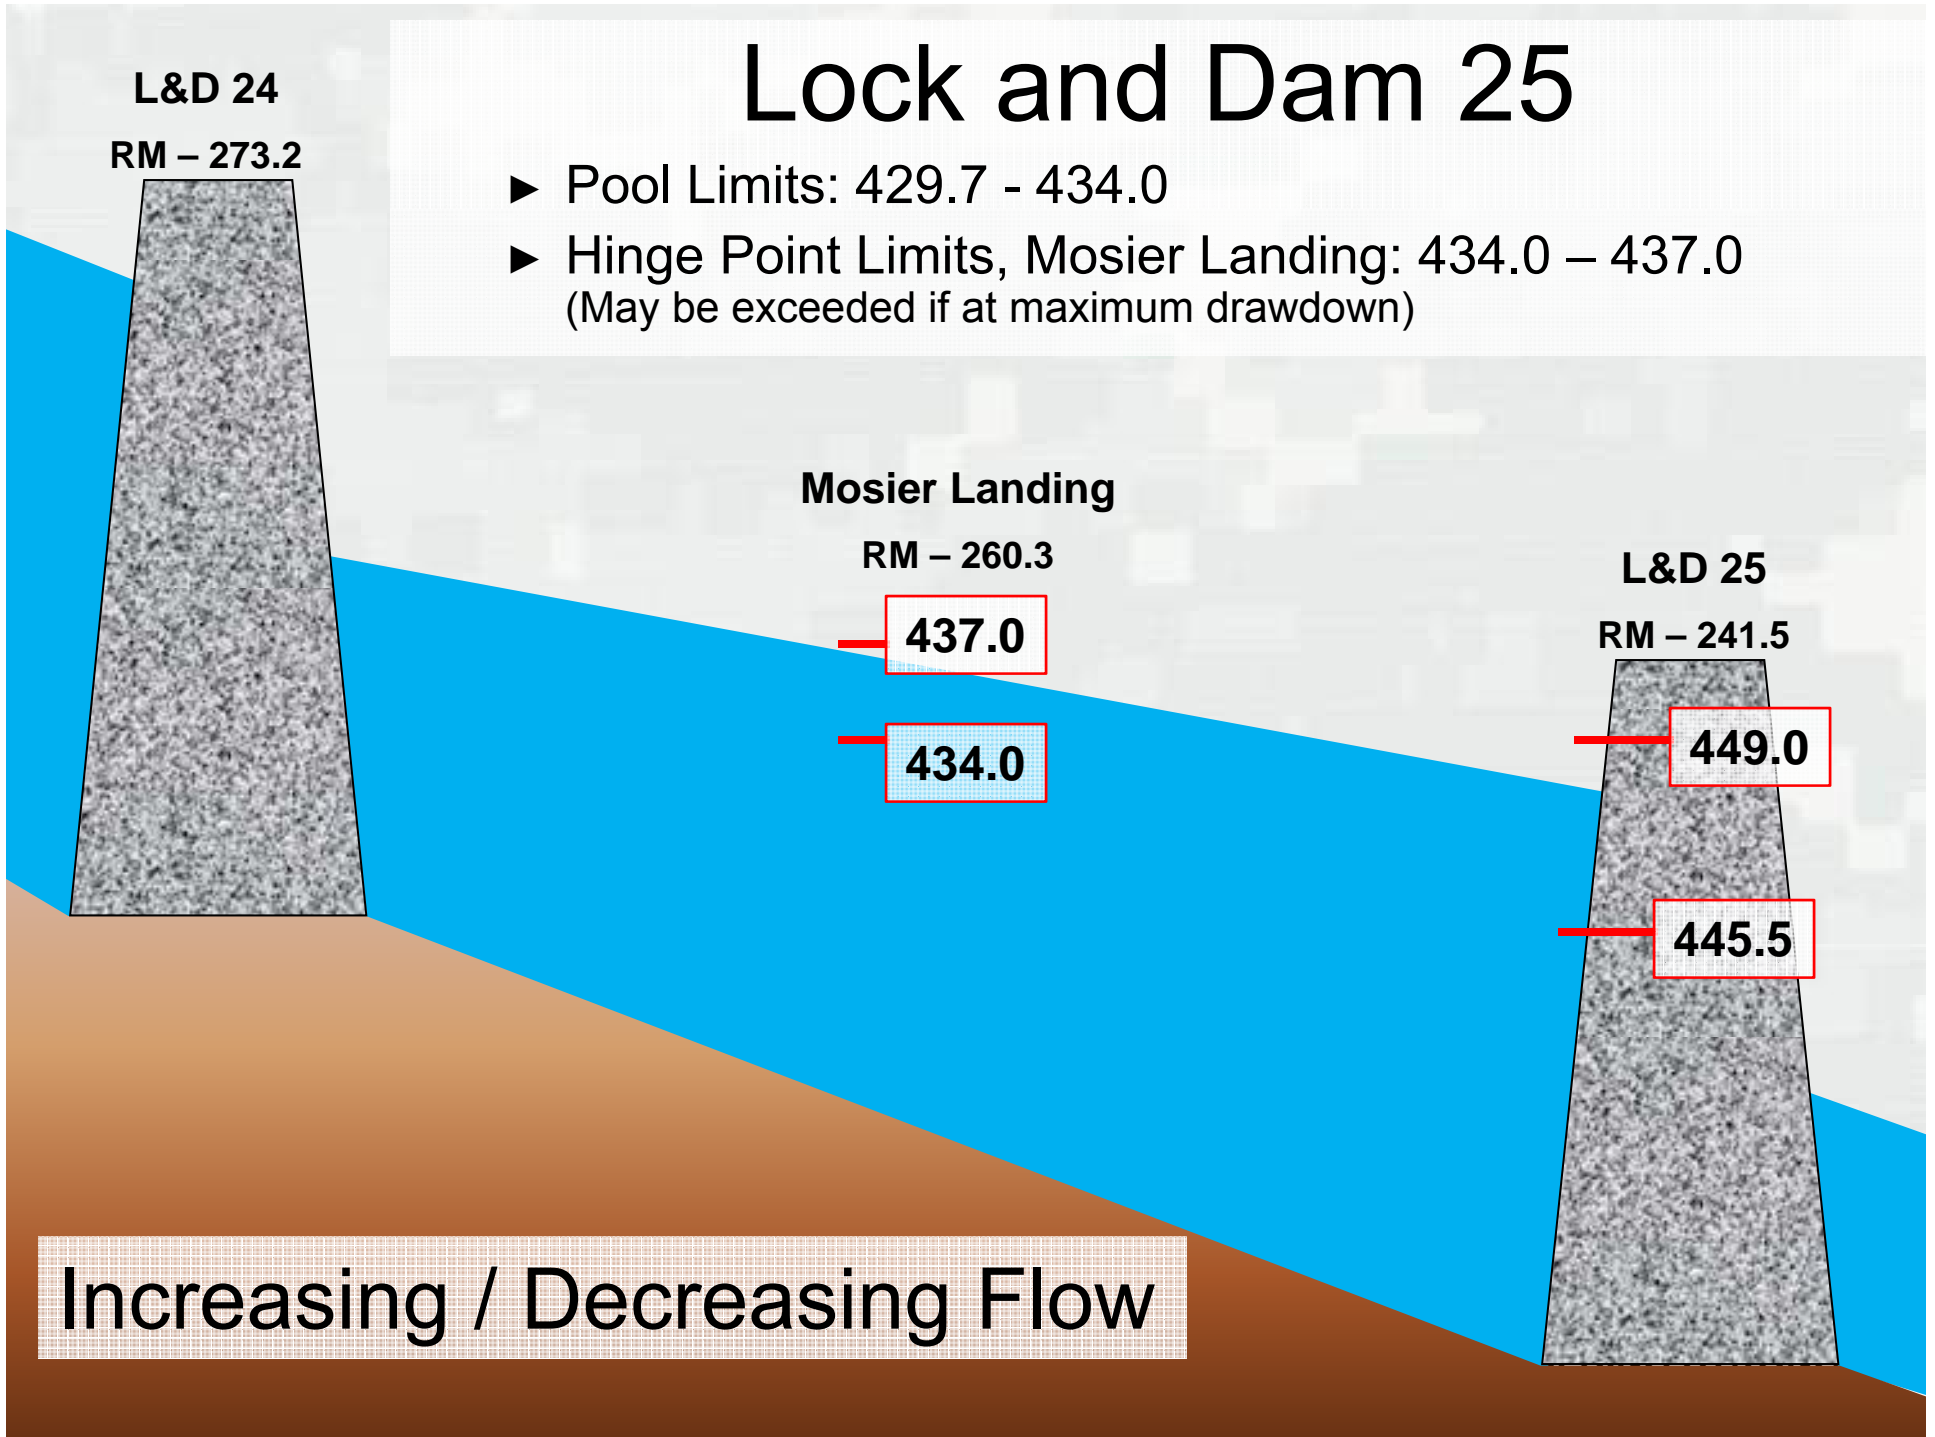 Lock and Dam 25
► Pool Limits: 429.7 - 434.0
► Hinge Point Limits, Mosier Landing: 434.0 – 437.0
(May be exceeded if at maximum drawdown)
L&D 24
RM – 273.2
Mosier Landing
RM – 260.3
437.0
434.0
L&D 25
RM – 241.5
449.0
445.5
Increasing / Decreasing Flow